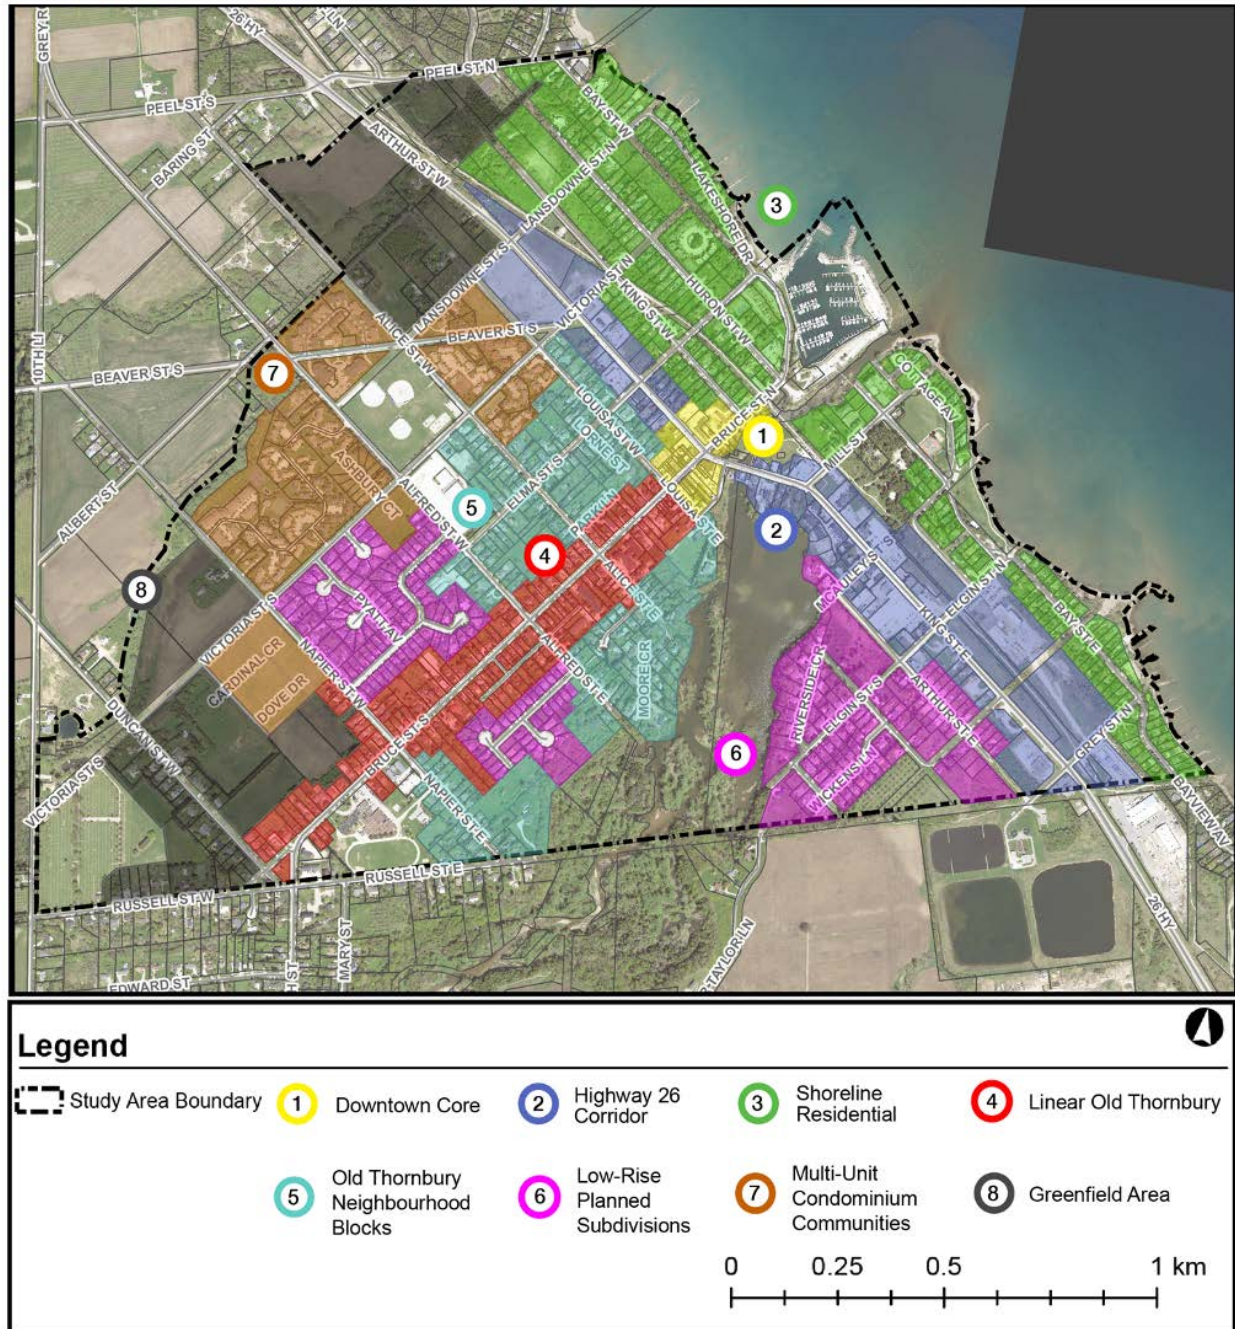 GREY R
26 HY
LN
PEEL ST N
PEEL ST S
BARING ST
ARTHUR ST W
BAY ST W
LAKESHORE DR
LANSDOWNE ST N
LANSDOWNE ST S
3
VICTORIA ST N
KING ST W
HURON ST W
10TH LI
BEAVER ST S
BEAVER ST S
ALICE ST W
7
LOUISA ST W
LORNE ST
BRUCE ST N
1
COTTAGE AV
MILL ST
ASHBURY CT
ALFRED ST W
ELMA ST S
5
ALBERT ST
LOUISA ST E
2
4
ALICE ST E
MCAULEY S
S
ELGIN ST N
KING ST E
BAY ST E
8
PYATT AV
VICTORIA ST S
CARDINAL CR
DOVE DR
NAPIER ST W
ALFRED ST E
MOORE CR
RIVERSIDE CR
ELGIN ST S
ARTHUR ST E
6
GREY ST N
WICKENS LN
DUNCAN ST W
BRUCE ST S
NAPIER ST E
VICTORIA ST S
BAYVIEW AV
RUSSELL ST E
RUSSELL ST W
MARY ST
EDWARD ST
H ST
R TAYLOR LN
26 HY
Legend
Study Area Boundary
1 Downtown Core
2 Highway 26
Corridor
3 Shoreline
Residential
4 Linear Old Thornbury
5 Old Thornbury
Neighbourhood
Blocks
6 Low-Rise
Planned
Subdivisions
7 Multi-Unit
Condominium
Communities
8 Greenfield Area
0 0.25 0.5 1 km